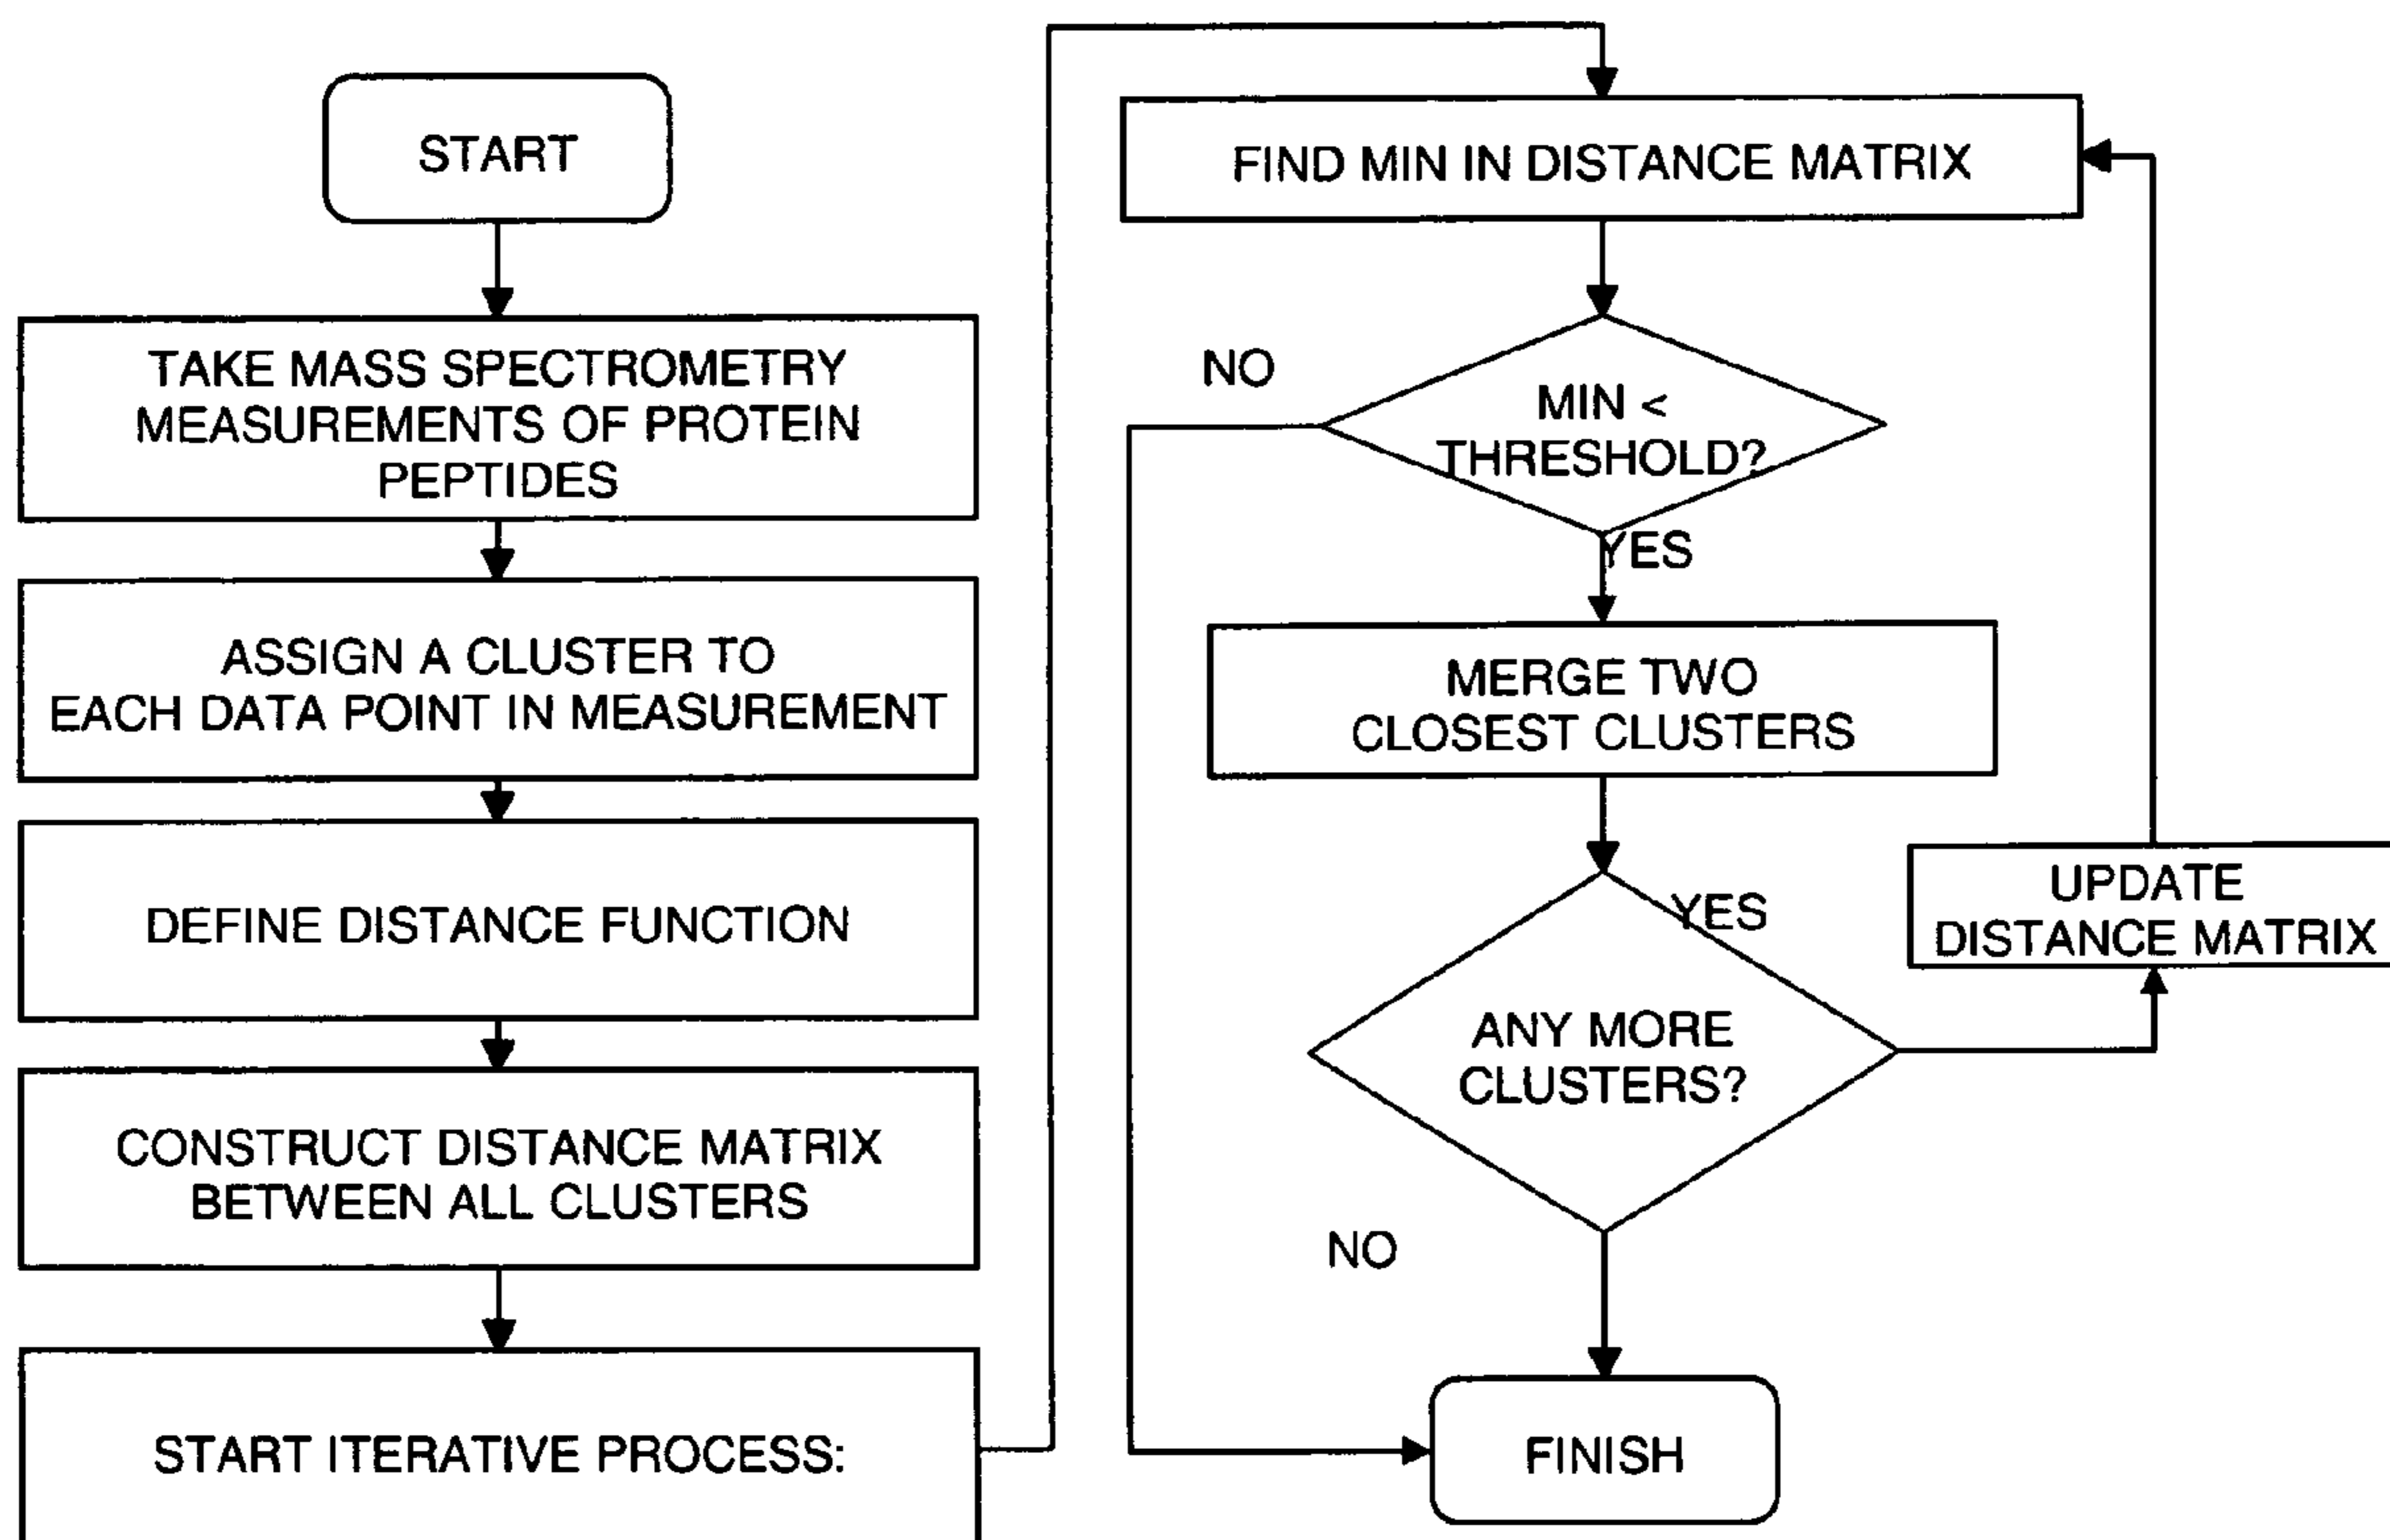 START
TAKE MASS SPECTROMETRY
MEASUREMENTS OF PROTEIN
PEPTIDES
ASSIGN A CLUSTER TO
EACH DATA POINT IN MEASUREMENT
DEFINE DISTANCE FUNCTION
CONSTRUCT DISTANCE MATRIX
BETWEEN ALL CLUSTERS
START ITERATIVE PROCESS:
FIND MIN IN DISTANCE MATRIX
NO
MIN <
THRESHOLD?
YES
MERGE TWO
CLOSEST CLUSTERS
YES
UPDATE
DISTANCE MATRIX
ANY MORE
CLUSTERS?
NO
FINISH